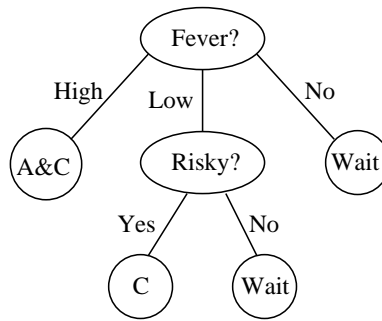 Fever?
High
Low
No
A&C
Risky?
Wait
Yes
No
C
Wait